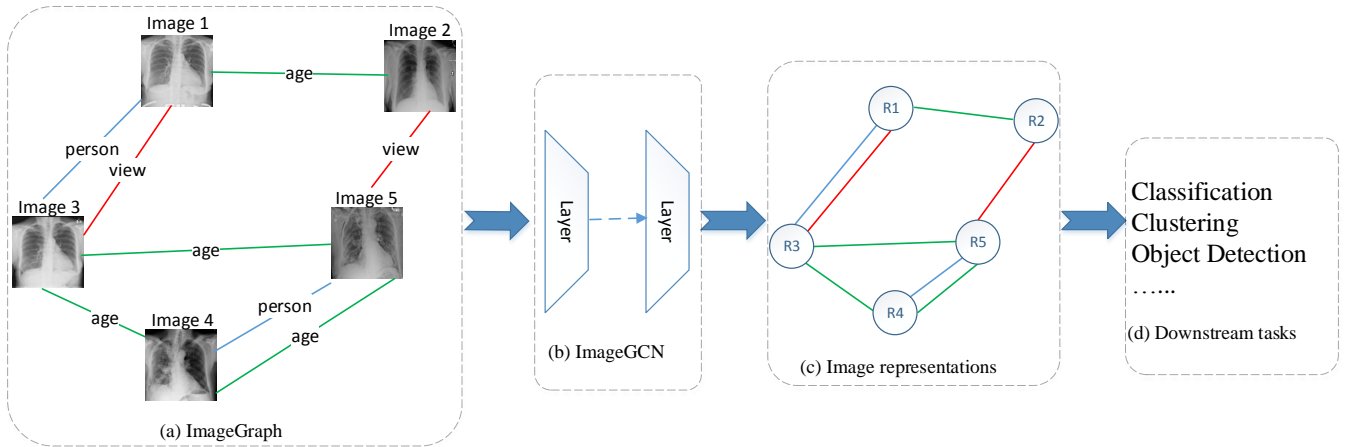 Image 1
Image 2
age
person
view
view
Image 3
Image 5
age
person
age
Image 4
age
(a) ImageGraph
Layer
Layer
(b) ImageGCN
R1
R2
R3
R5
R4
(c) Image representations
Classification
Clustering
Object Detection
…...
(d) Downstream tasks